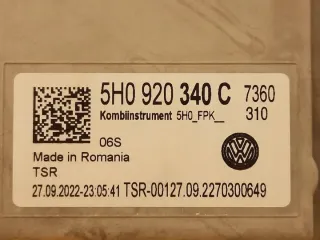 5H0 920 340 C 7360
Kombiinstrument 5H0_FPK__ 310
06S
Made in Romania
TSR
27.09.2022-23:05:41 TSR-00127.09.2270300649